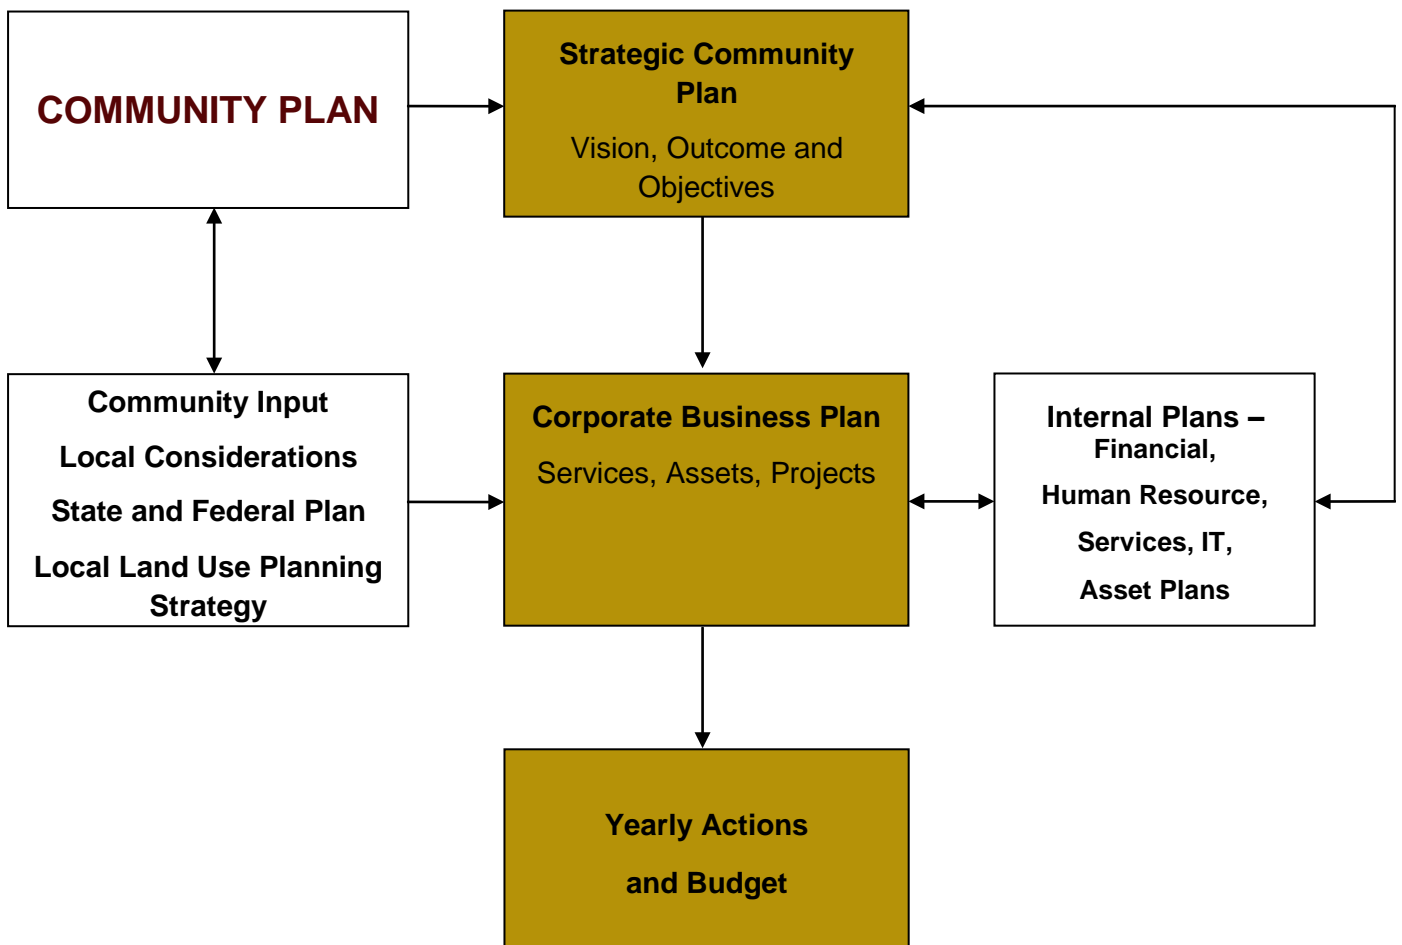 COMMUNITY PLAN
Strategic Community
Plan
Vision, Outcome and
Objectives
Community Input
Local Considerations
State and Federal Plan
Local Land Use Planning
Strategy
Corporate Business Plan
Services, Assets, Projects
Internal Plans –
Financial,
Human Resource,
Services, IT,
Asset Plans
Yearly Actions
and Budget